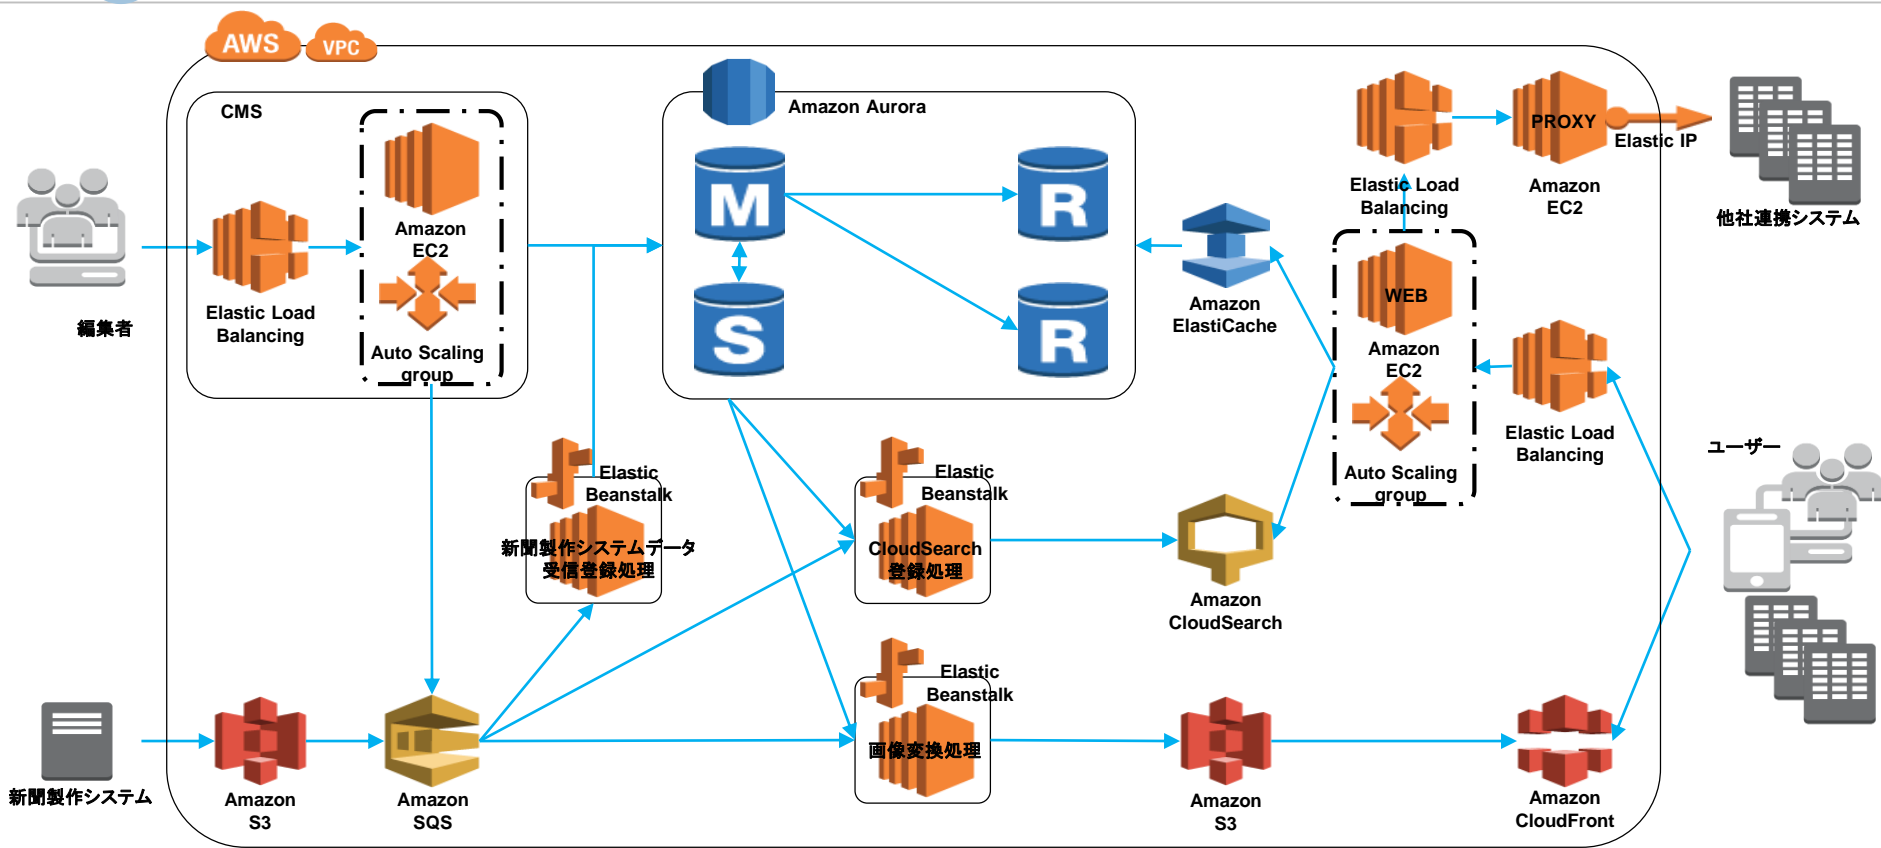 AWS
VPC
CMS
Amazon
EC2
Auto Scaling
group
Elastic Load
Balancing
編集者
Amazon Aurora
M
S
R
R
Amazon
ElastiCache
Elastic Load
Balancing
PROXY
Amazon
EC2
Elastic IP
他社連携システム
WEB
Amazon
EC2
Auto Scaling
group
Elastic Load
Balancing
ユーザー
Elastic
Beanstalk
新聞製作システムデータ
受信登録処理
Elastic
Beanstalk
CloudSearch
登録処理
Amazon
CloudSearch
Elastic
Beanstalk
画像変換処理
新聞製作システム
Amazon
S3
Amazon
SQS
Amazon
S3
Amazon
CloudFront